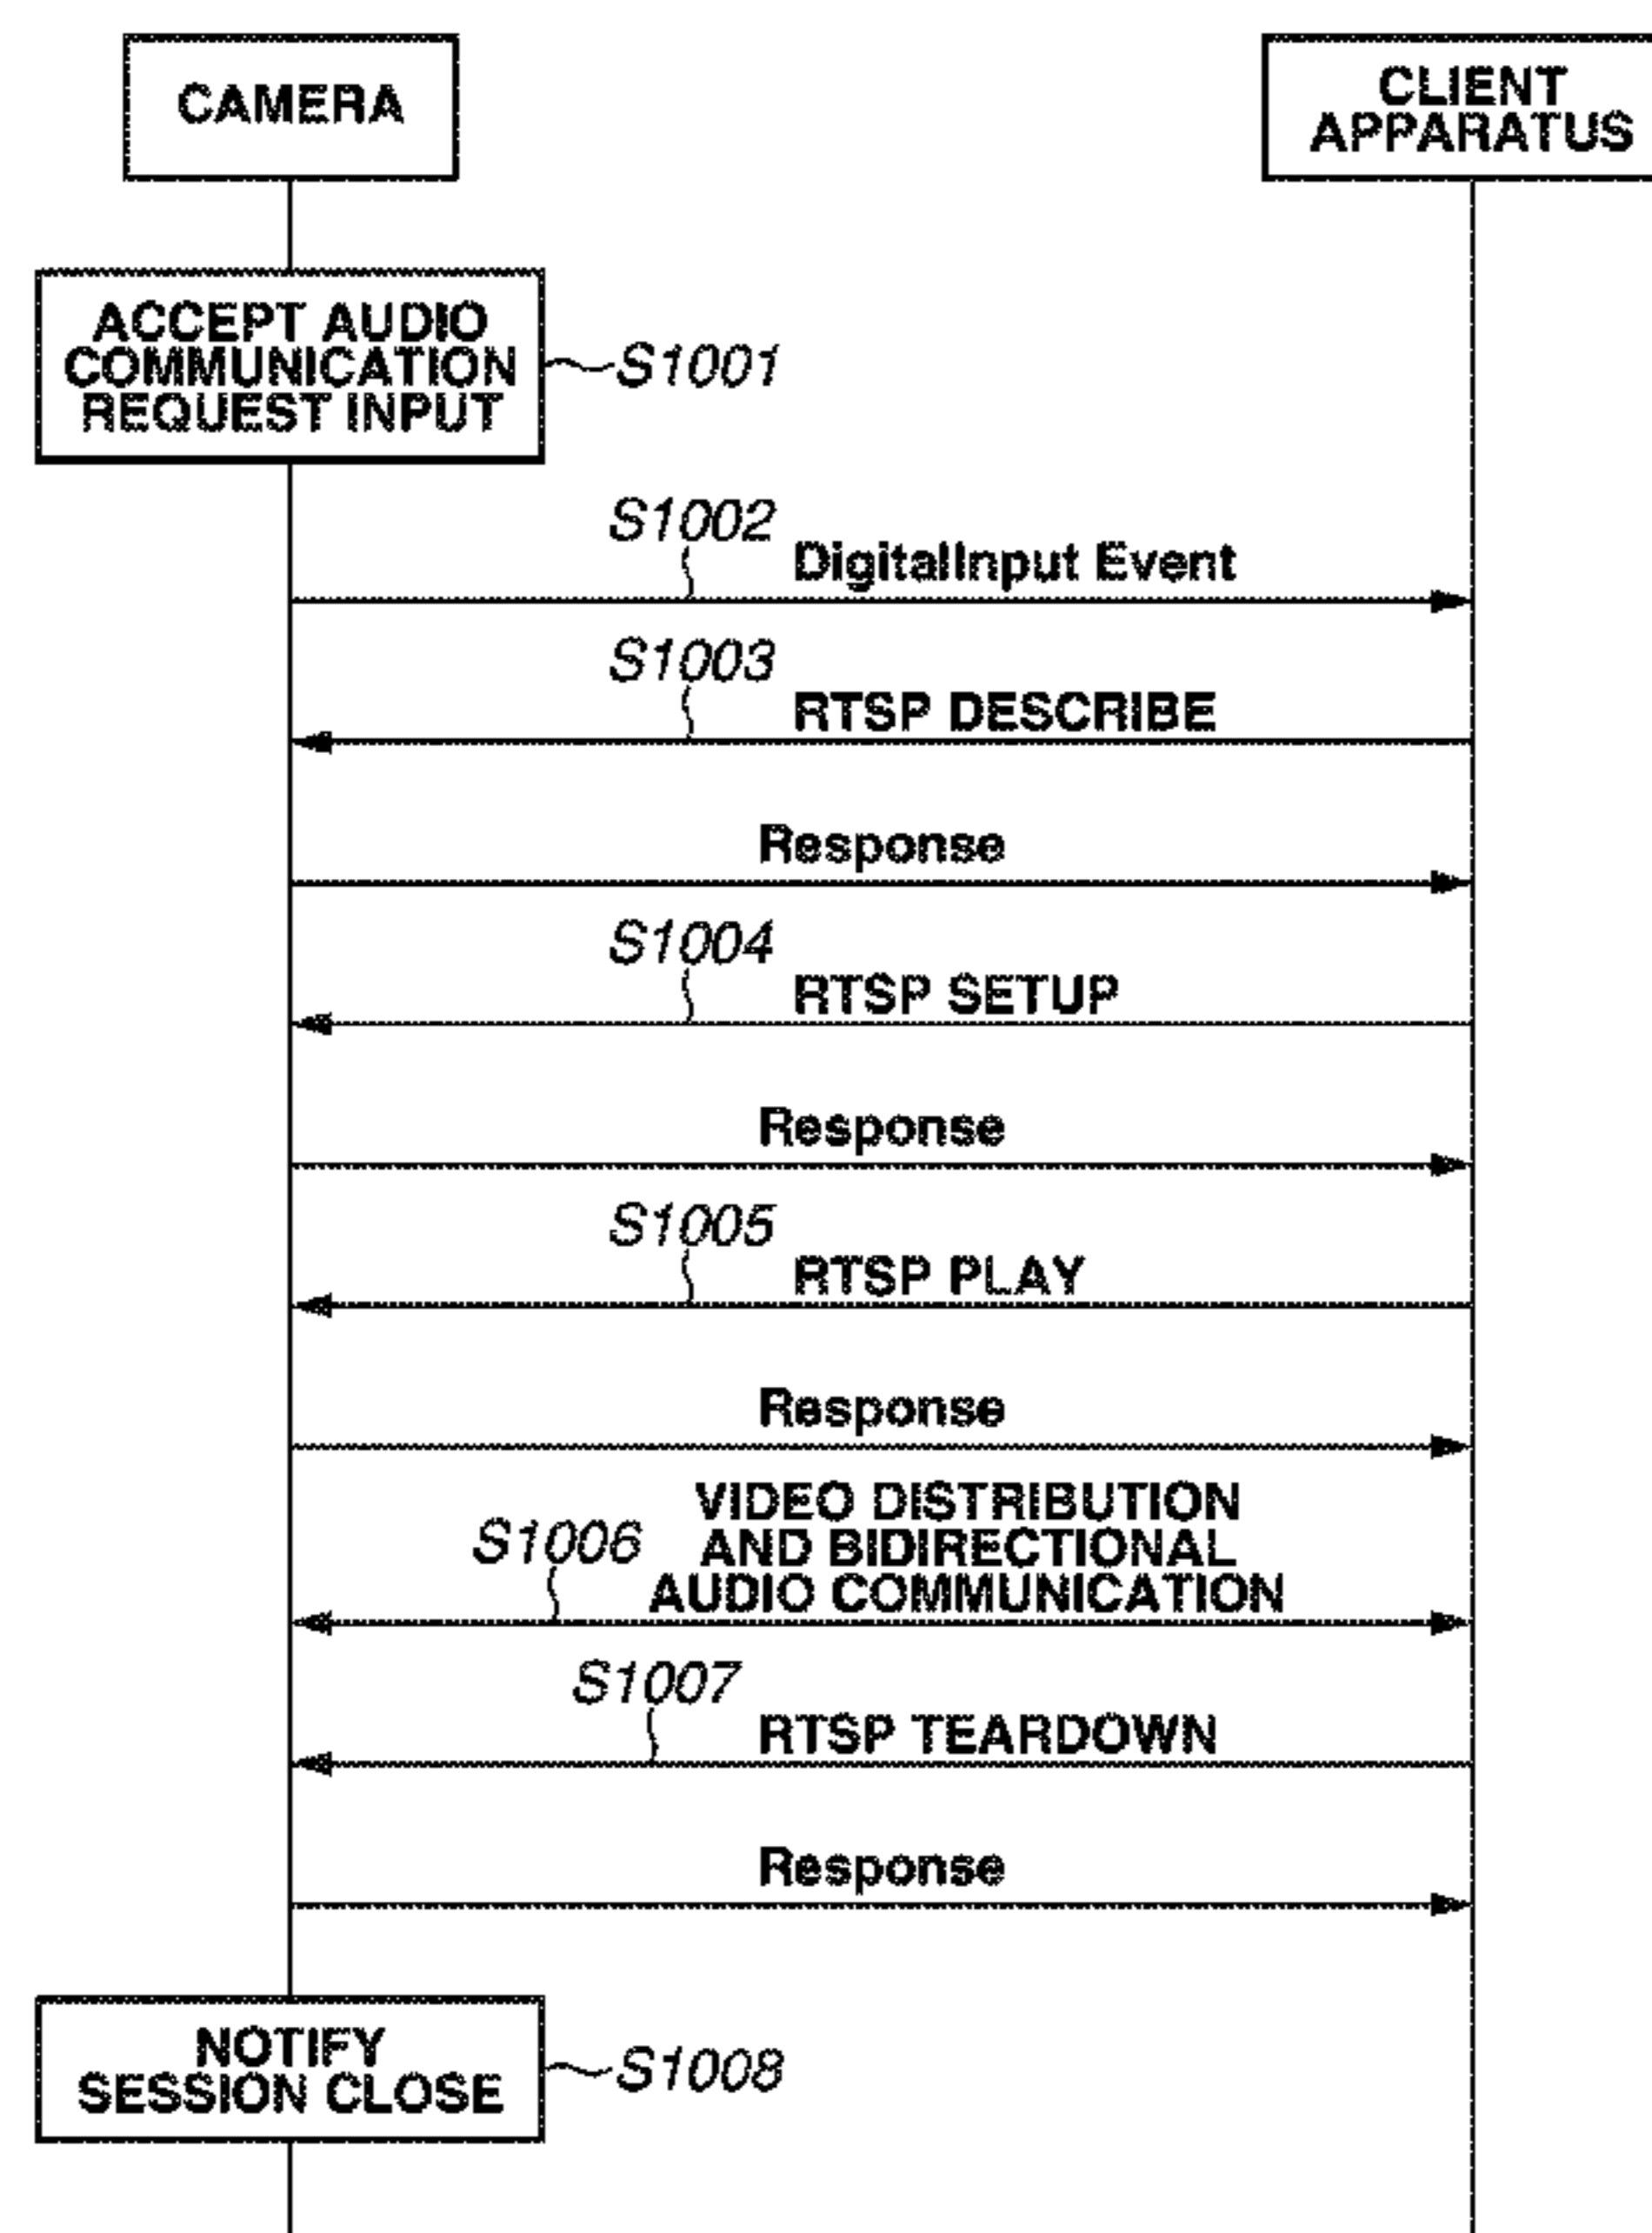 CAMERA
CLIENT
APPARATUS
ACCEPT AUDIO
COMMUNICATION
REQUEST INPUT
S1001
S1002
DigitalInput Event
S1003
RTSP DESCRIBE
Response
S1004
RTSP SETUP
Response
S1005
RTSP PLAY
Response
VIDEO DISTRIBUTION
S1006
AND BIDIRECTIONAL
AUDIO COMMUNICATION
S1007
RTSP TEARDOWN
Response
NOTIFY
SESSION CLOSE
S1008